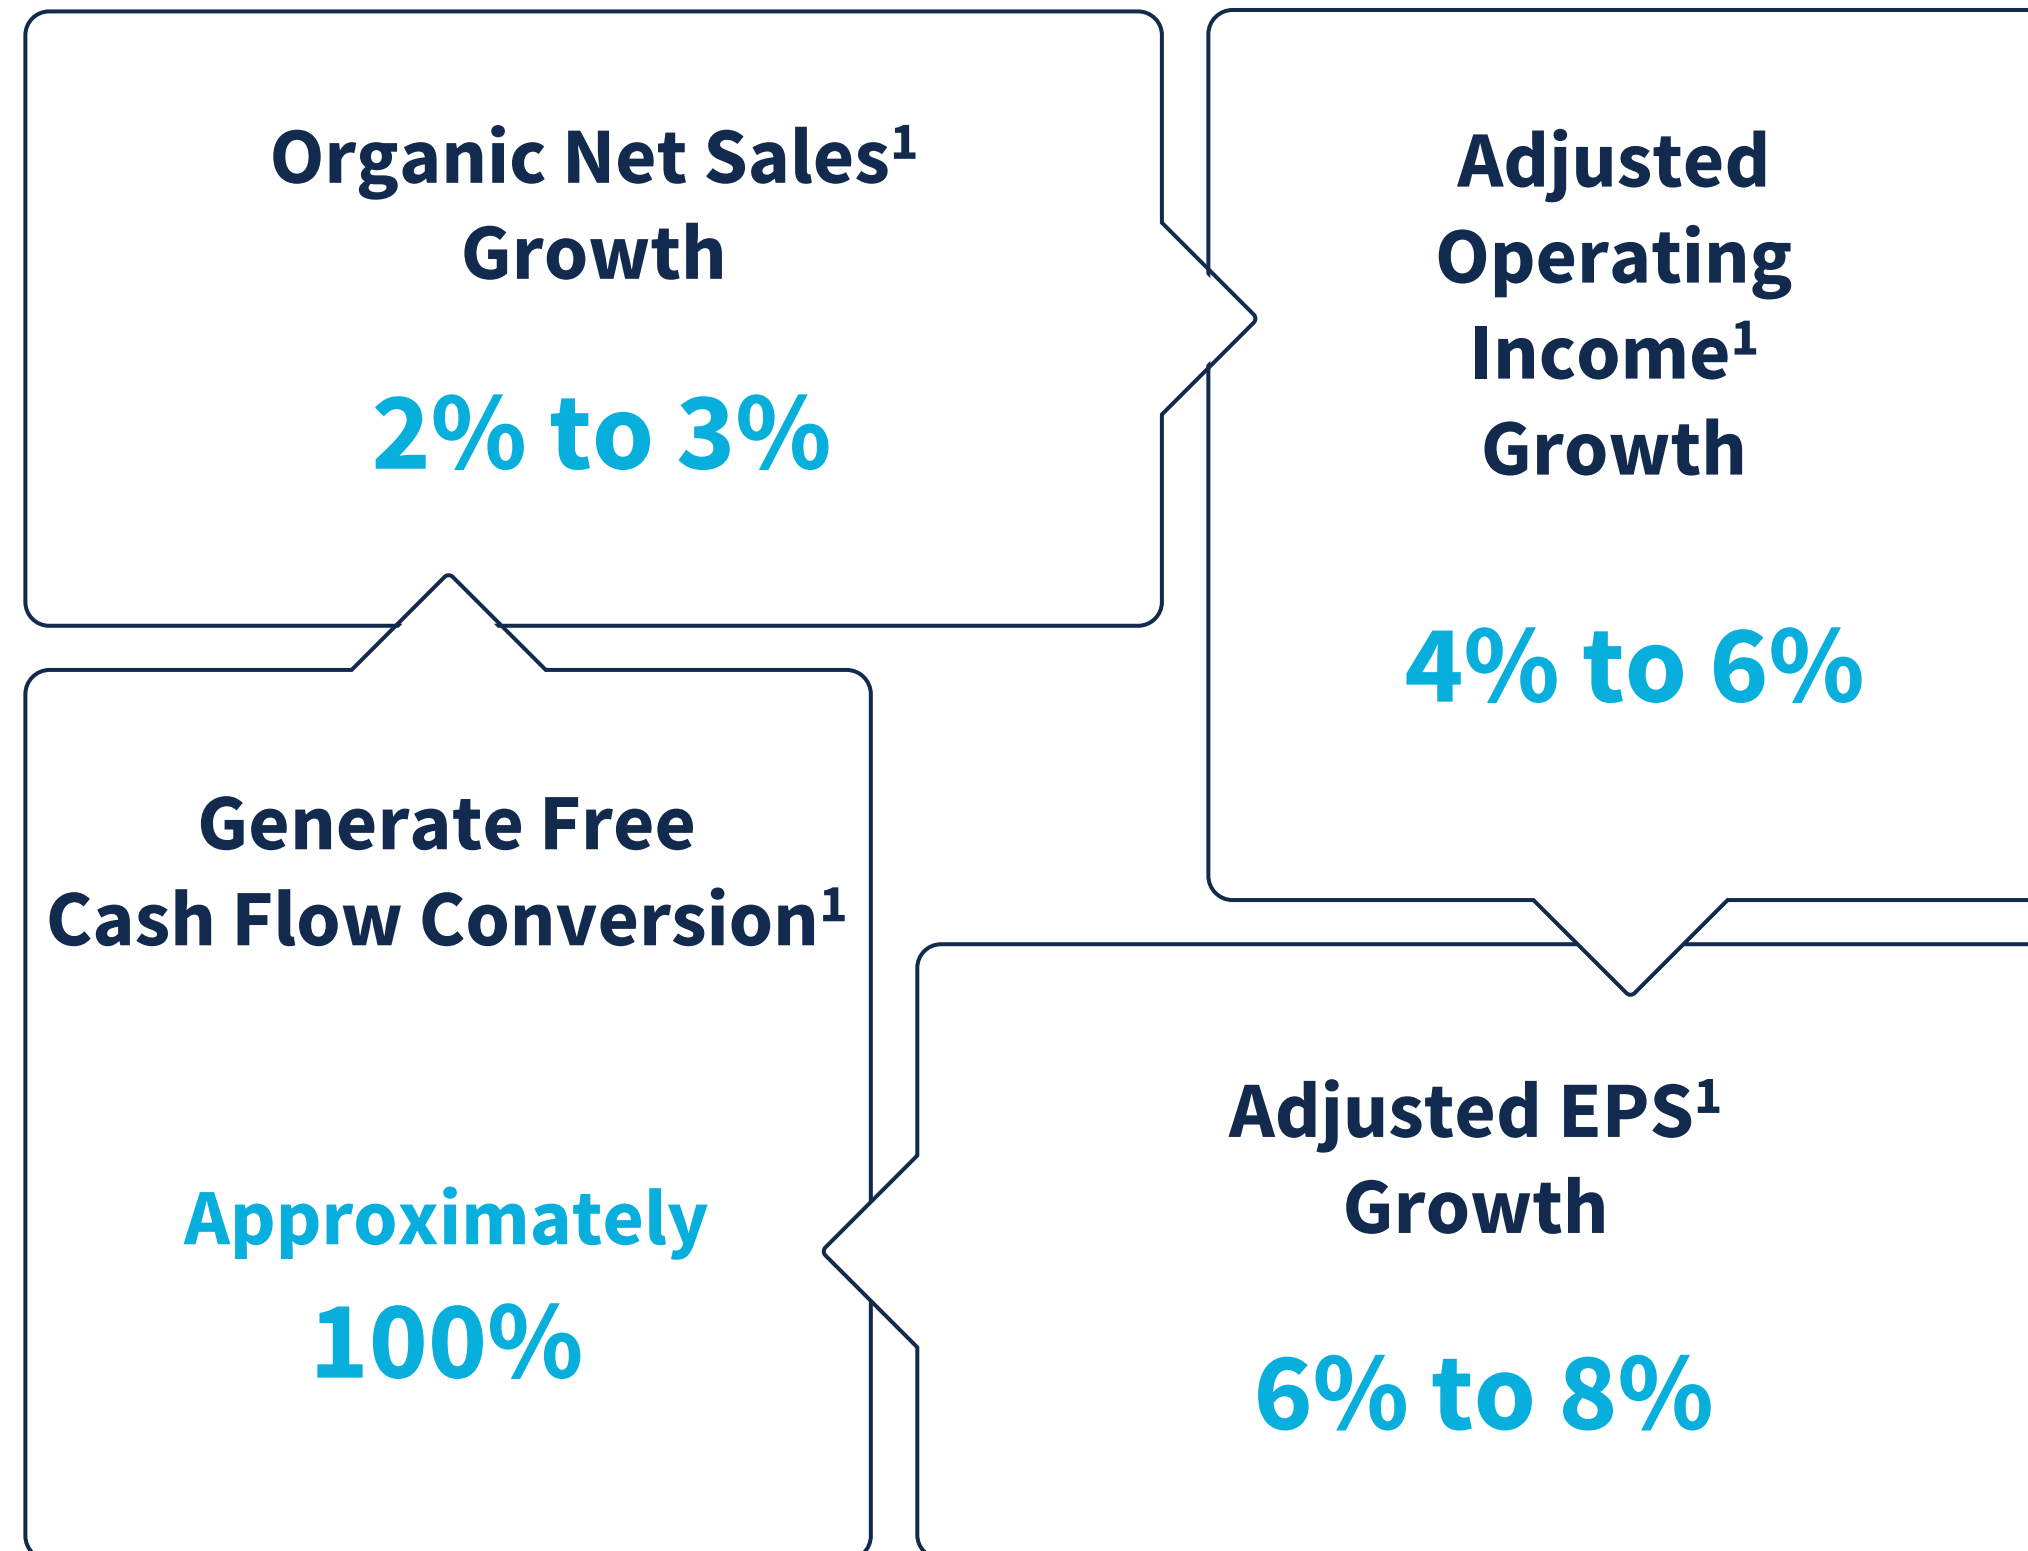 Organic Net Sales¹
Growth
2% to 3%
Adjusted
Operating
Income¹
Growth
4% to 6%
Generate Free
Cash Flow Conversion¹
Approximately
100%
Adjusted EPS¹
Growth
6% to 8%